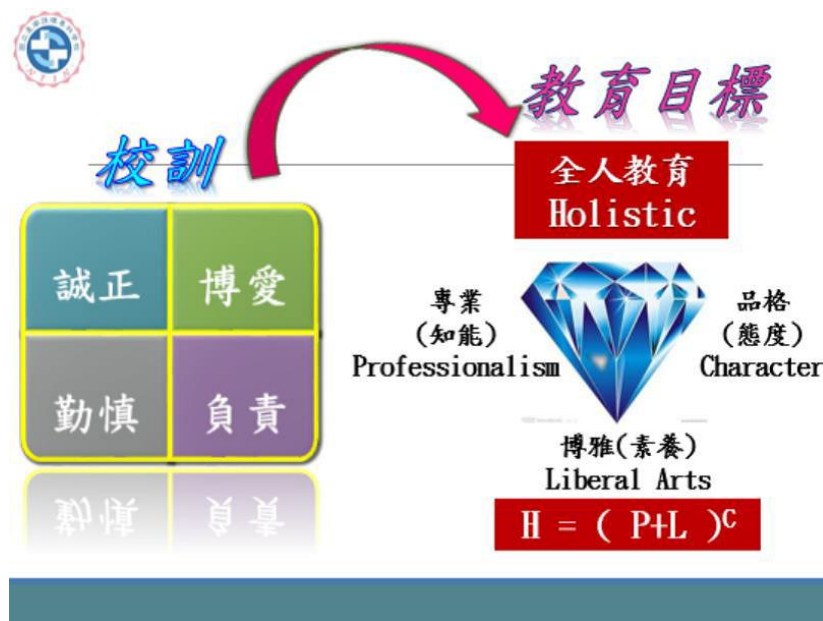 校訓
誠正
博愛
勤慎
負責
教育目標
全人教育
Holistic
專業
(知能)
Professionalism
品格
(態度)
Character
博雅(素養)
Liberal Arts
H = ( P+L )ᶜ